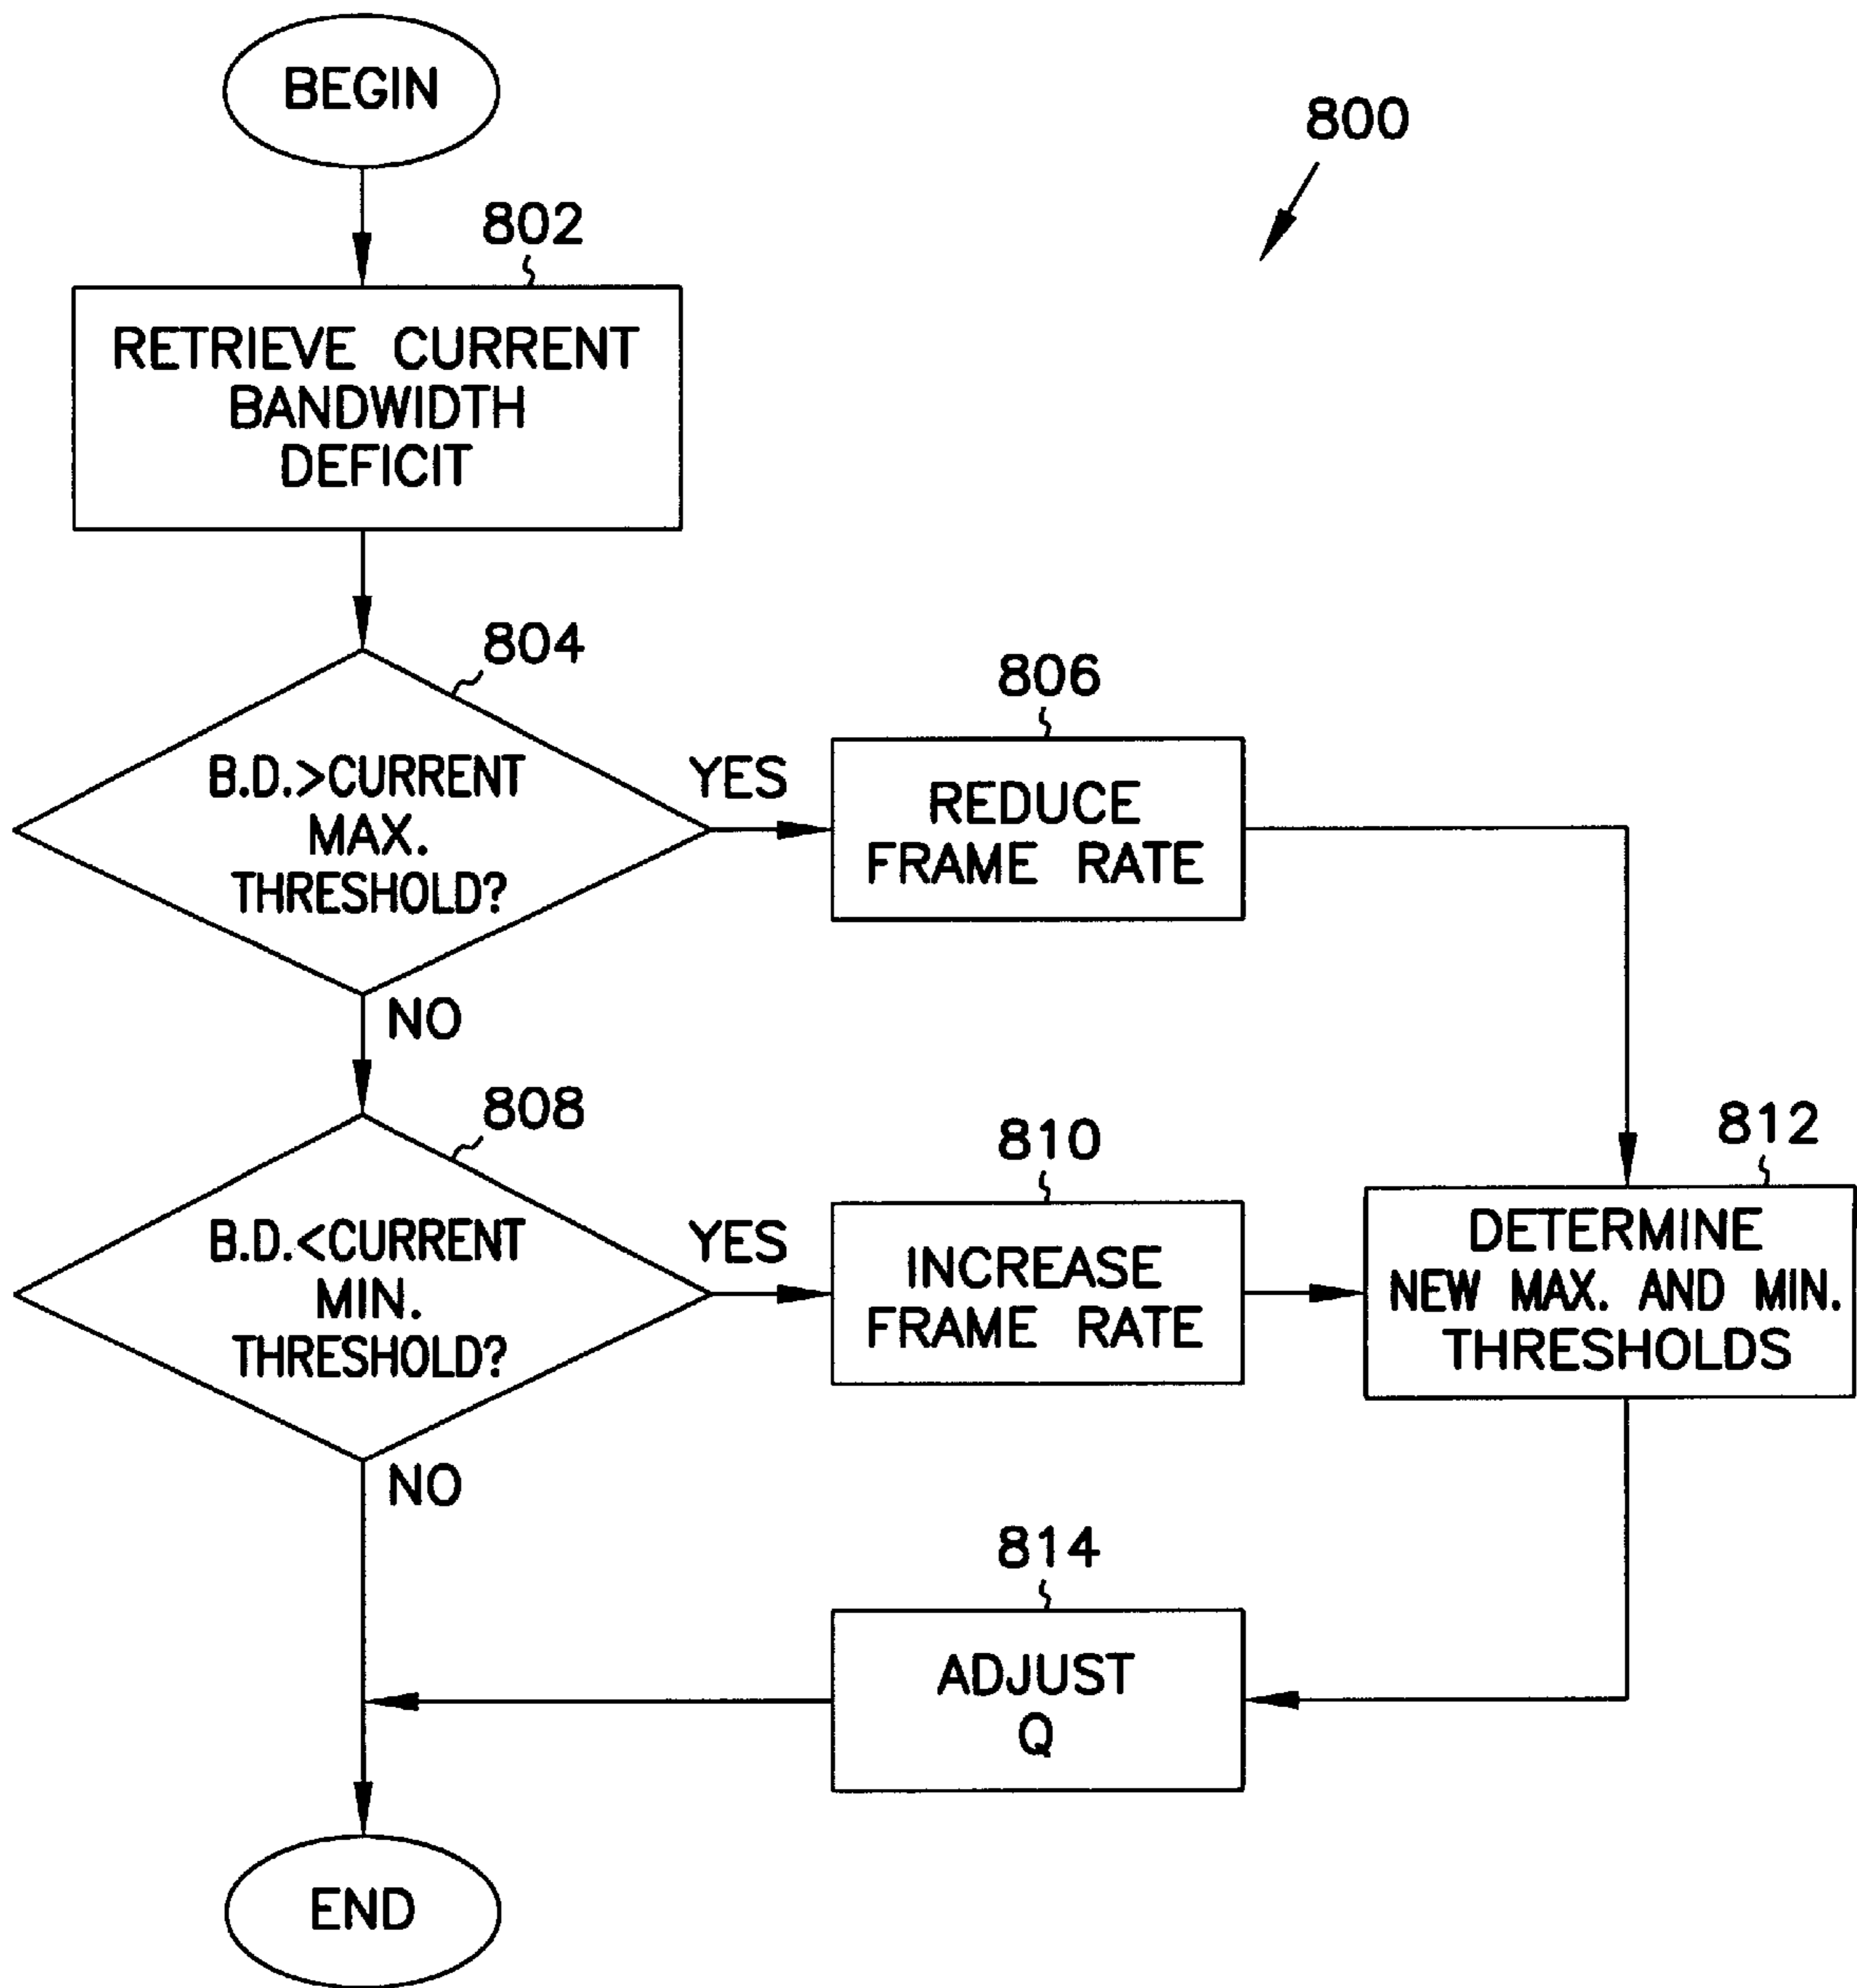 BEGIN
800
802
RETRIEVE CURRENT
BANDWIDTH
DEFICIT
804
B.D.>CURRENT
MAX.
THRESHOLD?
YES
806
REDUCE
FRAME RATE
NO
808
B.D.<CURRENT
MIN.
THRESHOLD?
YES
810
INCREASE
FRAME RATE
812
DETERMINE
NEW MAX. AND MIN.
THRESHOLDS
NO
814
ADJUST
Q
END